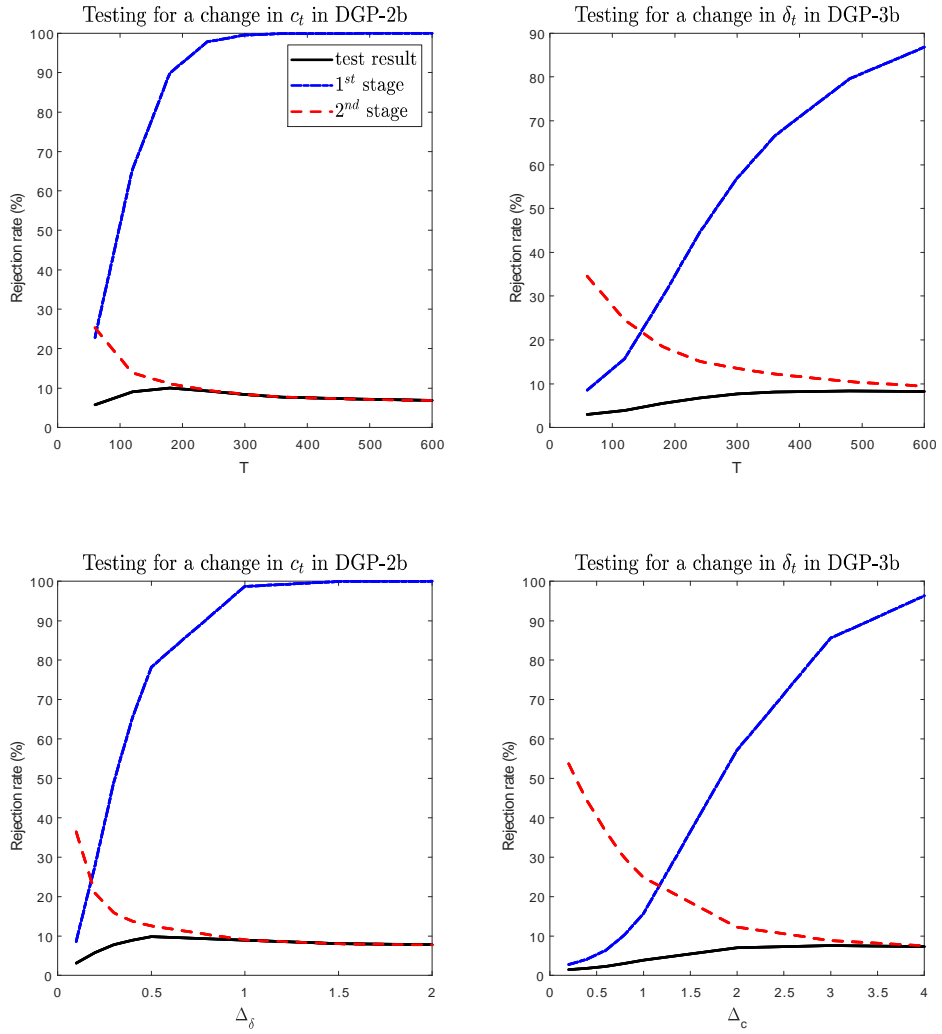 Testing for a change in c_t in DGP-2b
Rejection rate (%)
100
90
80
70
60
50
40
30
20
10
0
0 100 200 300 400 500 600
T
test result
1^st stage
2^nd stage
Testing for a change in δ_t in DGP-3b
Rejection rate (%)
90
80
70
60
50
40
30
20
10
0
0 100 200 300 400 500 600
T
Testing for a change in c_t in DGP-2b
Rejection rate (%)
100
90
80
70
60
50
40
30
20
10
0
0 0.5 1 1.5 2
Δ_δ
Testing for a change in δ_t in DGP-3b
Rejection rate (%)
100
90
80
70
60
50
40
30
20
10
0
0 0.5 1 1.5 2 2.5 3 3.5 4
Δ_c